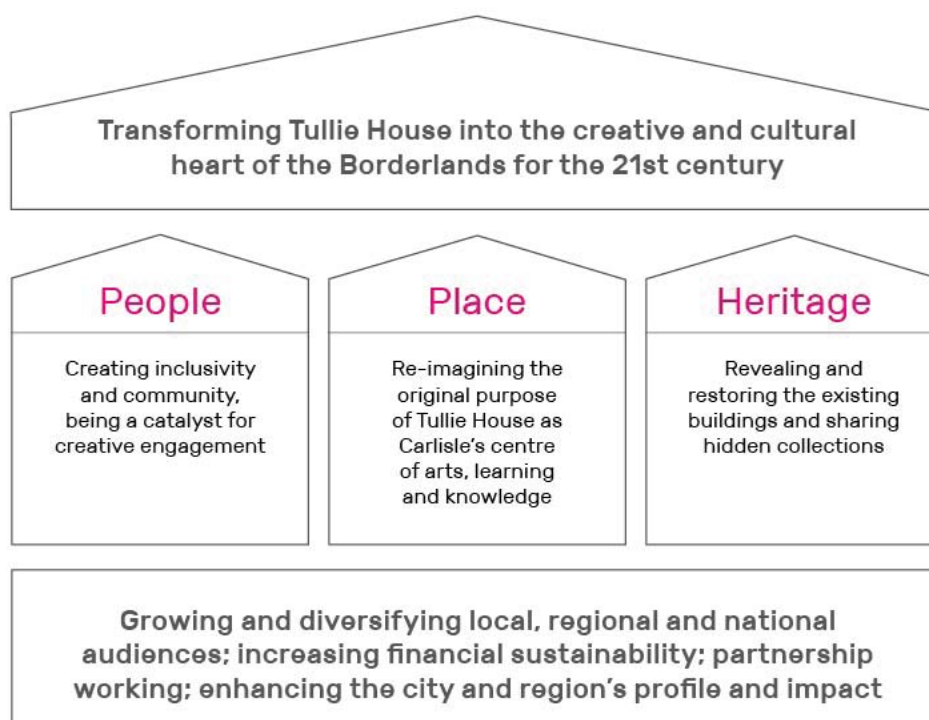 Transforming Tullie House into the creative and cultural
heart of the Borderlands for the 21st century
People
Creating inclusivity
and community,
being a catalyst for
creative engagement
Place
Re-imagining the
original purpose
of Tullie House as
Carlisle's centre
of arts, learning
and knowledge
Heritage
Revealing and
restoring the existing
buildings and sharing
hidden collections
Growing and diversifying local, regional and national
audiences; increasing financial sustainability; partnership
working; enhancing the city and region's profile and impact